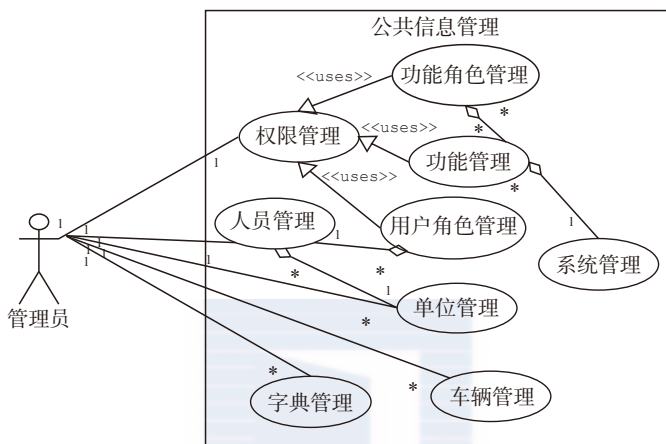 公共信息管理
<<uses>>
功能角色管理
*
*
<<uses>>
权限管理
1
功能管理
*
<<uses>>
1
1
1
1
1
1
人员管理
1
用户角色管理
*
*
1
1
系统管理
管理员
1
单位管理
*
*
*
字典管理
车辆管理